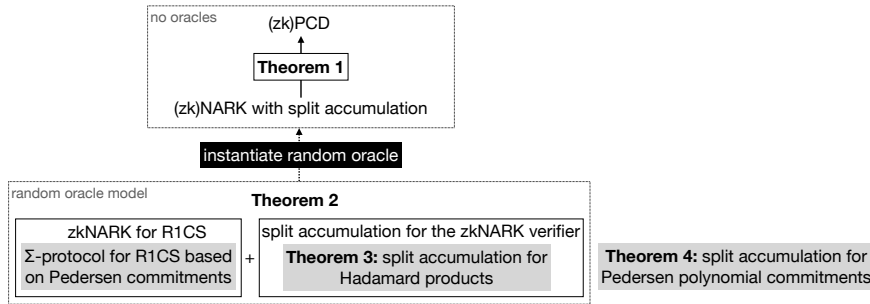 no oracles
(zk)PCD
Theorem 1
(zk)NARK with split accumulation
instantiate random oracle
random oracle model
Theorem 2
zkNARK for R1CS
Σ-protocol for R1CS based
on Pedersen commitments
+
split accumulation for the zkNARK verifier
Theorem 3: split accumulation for
Hadamard products
Theorem 4: split accumulation for
Pedersen polynomial commitments